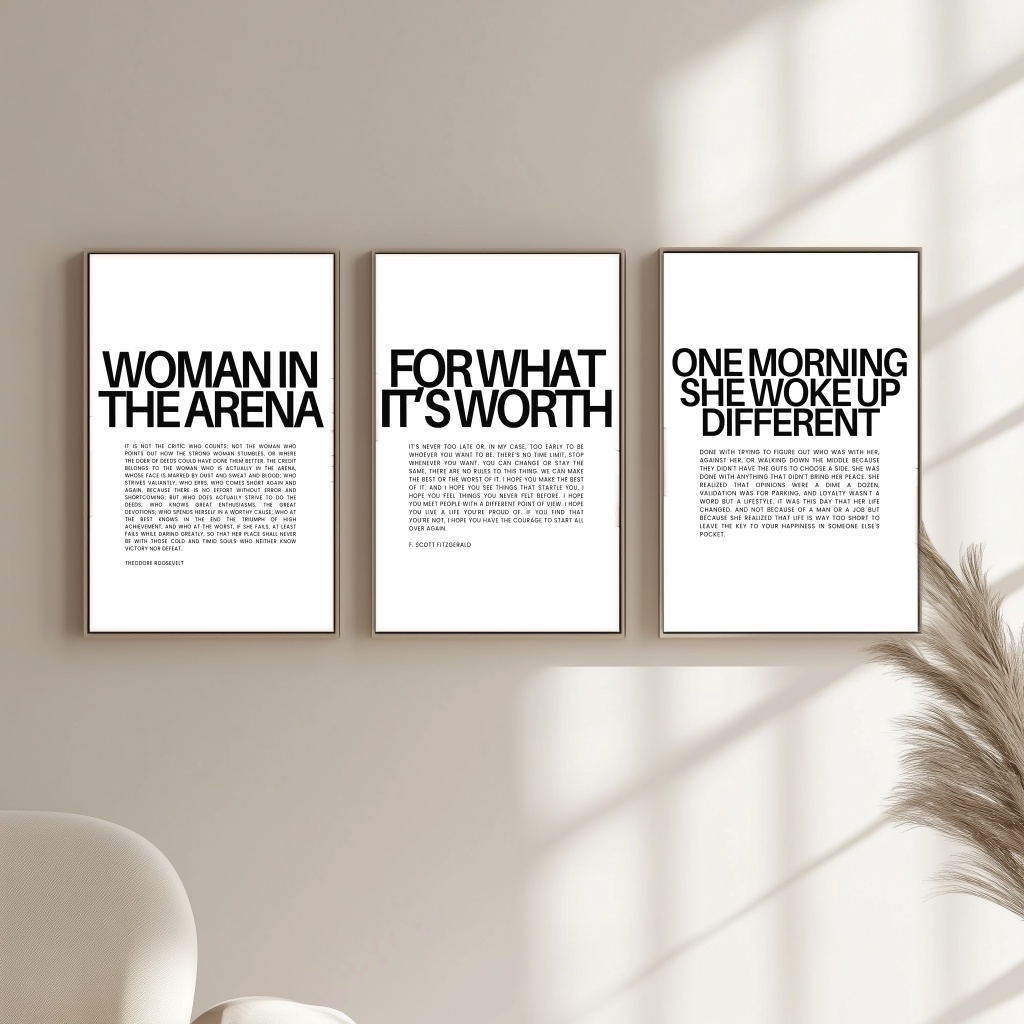 WOMAN IN
THE ARENA
IT IS NOT THE CRITIC WHO COUNTS; NOT THE WOMAN WHO
POINTS OUT HOW THE STRONG WOMAN STUMBLES, OR WHERE
THE DOER OF DEEDS COULD HAVE DONE THEM BETTER. THE CREDIT
BELONGS TO THE WOMAN WHO IS ACTUALLY IN THE ARENA,
WHOSE FACE IS MARRED BY DUST AND SWEAT AND BLOOD; WHO
STRIVES VALIANTLY; WHO ERRS, WHO COMES SHORT AGAIN AND
AGAIN, BECAUSE THERE IS NO EFFORT WITHOUT ERROR AND
SHORTCOMING; BUT WHO DOES ACTUALLY STRIVE TO DO THE
DEEDS; WHO KNOWS GREAT ENTHUSIASMS, THE GREAT
DEVOTIONS; WHO SPENDS HERSELF IN A WORTHY CAUSE; WHO AT
THE BEST KNOWS IN THE END THE TRIUMPH OF HIGH
ACHIEVEMENT, AND WHO AT THE WORST, IF SHE FAILS, AT LEAST
FAILS WHILE DARING GREATLY, SO THAT HER PLACE SHALL NEVER
BE WITH THOSE COLD AND TIMID SOULS WHO NEITHER KNOW
VICTORY NOR DEFEAT.
THEODORE ROOSEVELT
FOR WHAT
IT'S WORTH
IT'S NEVER TOO LATE OR, IN MY CASE, TOO EARLY TO BE
WHOEVER YOU WANT TO BE. THERE'S NO TIME LIMIT, STOP
WHENEVER YOU WANT. YOU CAN CHANGE OR STAY THE
SAME, THERE ARE NO RULES TO THIS THING. WE CAN MAKE
THE BEST OR THE WORST OF IT. I HOPE YOU MAKE THE BEST
OF IT. AND I HOPE YOU SEE THINGS THAT STARTLE YOU. I
HOPE YOU FEEL THINGS YOU NEVER FELT BEFORE. I HOPE
YOU MEET PEOPLE WITH A DIFFERENT POINT OF VIEW. I HOPE
YOU LIVE A LIFE YOU'RE PROUD OF. IF YOU FIND THAT
YOU'RE NOT, I HOPE YOU HAVE THE COURAGE TO START ALL
OVER AGAIN.
F. SCOTT FITZGERALD
ONE MORNING
SHE WOKE UP
DIFFERENT
DONE WITH TRYING TO FIGURE OUT WHO WAS WITH HER,
AGAINST HER, OR WALKING DOWN THE MIDDLE BECAUSE
THEY DIDN'T HAVE THE GUTS TO CHOOSE A SIDE. SHE WAS
DONE WITH ANYTHING THAT DIDN'T BRING HER PEACE. SHE
REALIZED THAT OPINIONS WERE A DIME A DOZEN,
VALIDATION WAS FOR PARKING, AND LOYALTY WASN'T A
WORD BUT A LIFESTYLE. IT WAS THIS DAY THAT HER LIFE
CHANGED. AND NOT BECAUSE OF A MAN OR A JOB BUT
BECAUSE SHE REALIZED THAT LIFE IS WAY TOO SHORT TO
LEAVE THE KEY TO YOUR HAPPINESS IN SOMEONE ELSE'S
POCKET.